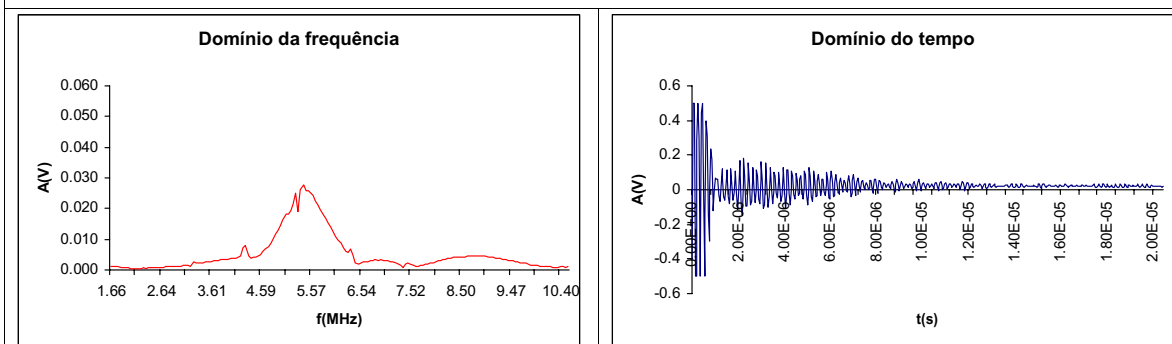 Domínio da frequência
0.060
0.050
0.040
0.030
0.020
0.010
0.000
A(V)
1.66 2.64 3.61 4.59 5.57 6.54 7.52 8.50 9.47 10.40
f(MHz)
Domínio do tempo
0.6
0.4
0.2
0
-0.2
-0.4
-0.6
A(V)
0.00E+00 2.00E-06 4.00E-06 6.00E-06 8.00E-06 1.00E-05 1.20E-05 1.40E-05 1.60E-05 1.80E-05 2.00E-05
t(s)